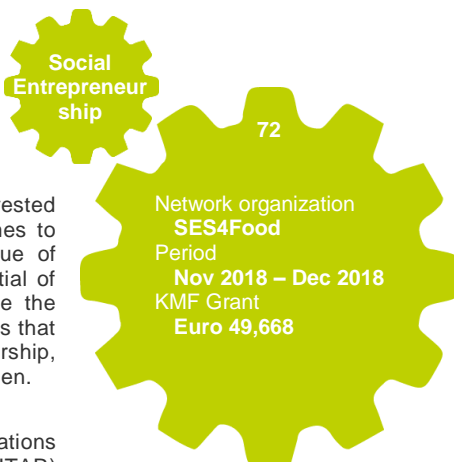 Social
Entrepreneur
ship
72
Network organization
SES4Food
Period
Nov 2018 – Dec 2018
KMF Grant
Euro 49,668
ested
nes to
ue of
tial of
e the
s that
rship,
en.
ations